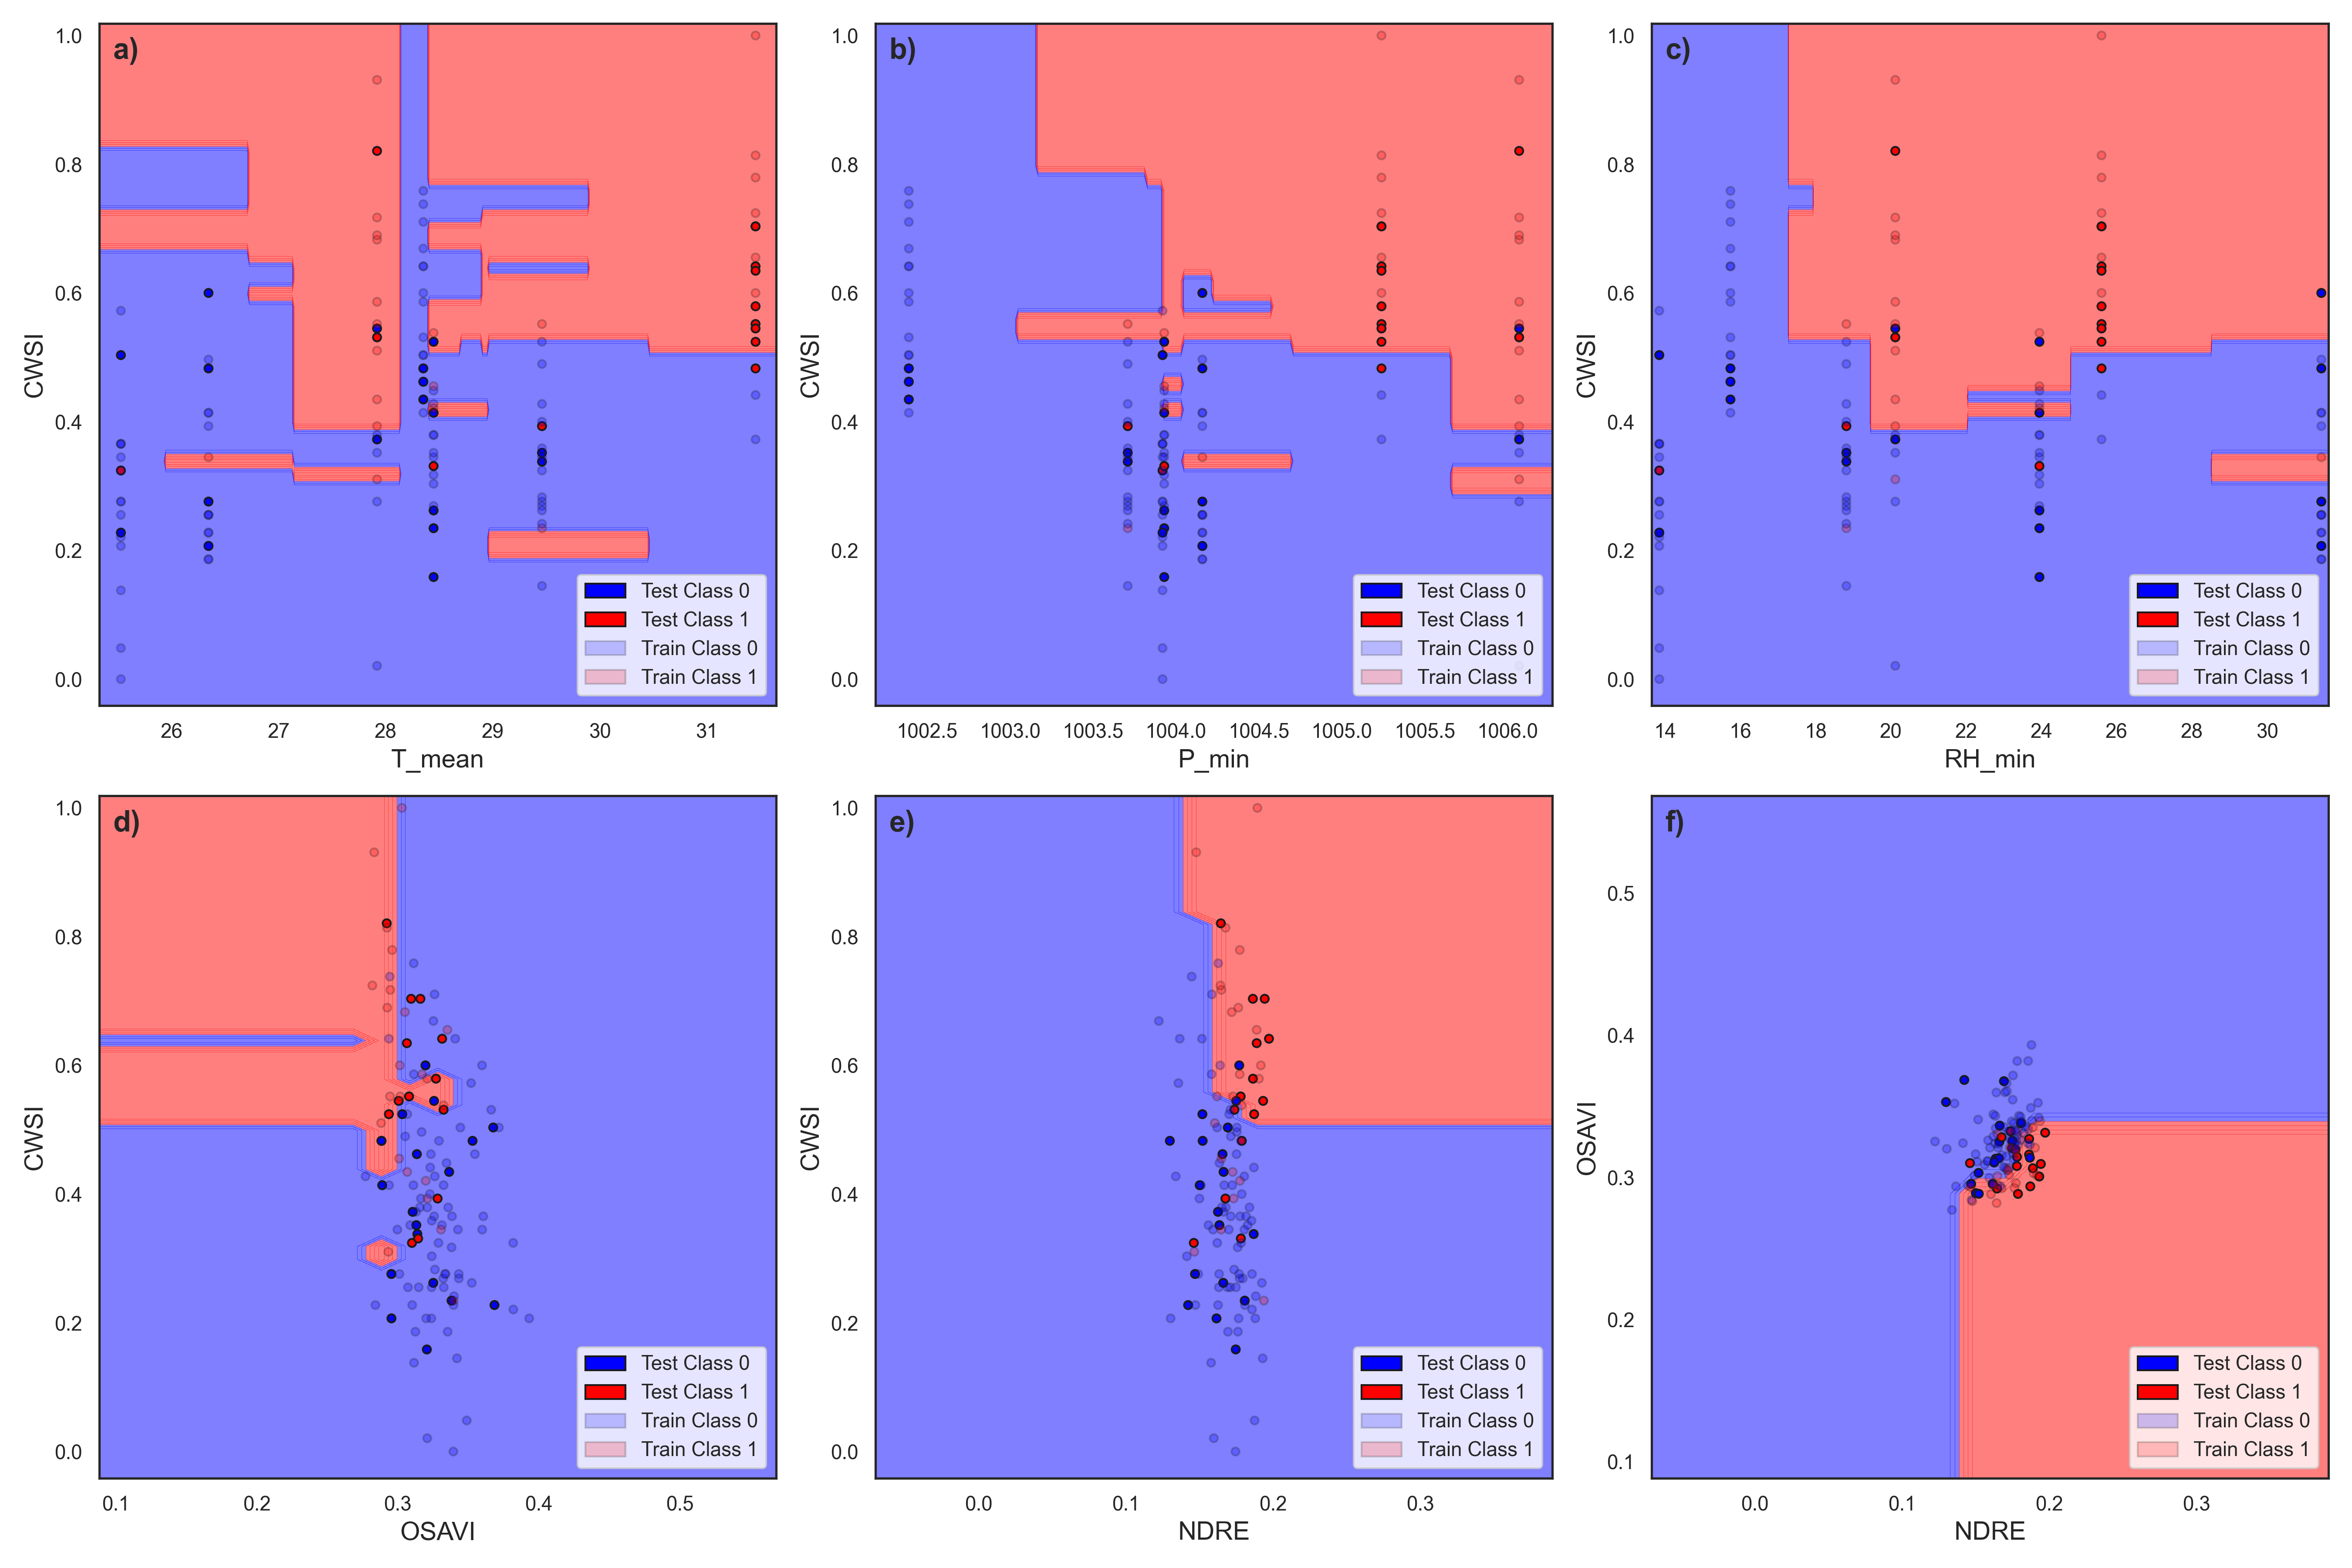 a)
1.0
0.8
0.6
0.4
0.2
0.0
CWSI
Test Class 0
Test Class 1
Train Class 0
Train Class 1
26 27 28 29 30 31
T_mean
b)
1.0
0.8
0.6
0.4
0.2
0.0
CWSI
Test Class 0
Test Class 1
Train Class 0
Train Class 1
1002.5 1003.0 1003.5 1004.0 1004.5 1005.0 1005.5 1006.0
P_min
c)
1.0
0.8
0.6
0.4
0.2
0.0
CWSI
Test Class 0
Test Class 1
Train Class 0
Train Class 1
14 16 18 20 22 24 26 28 30
RH_min
d)
1.0
0.8
0.6
0.4
0.2
0.0
CWSI
Test Class 0
Test Class 1
Train Class 0
Train Class 1
0.1 0.2 0.3 0.4 0.5
OSAVI
e)
1.0
0.8
0.6
0.4
0.2
0.0
CWSI
Test Class 0
Test Class 1
Train Class 0
Train Class 1
0.0 0.1 0.2 0.3
NDRE
f)
0.5
0.4
0.3
0.2
0.1
OSAVI
Test Class 0
Test Class 1
Train Class 0
Train Class 1
0.0 0.1 0.2 0.3
NDRE